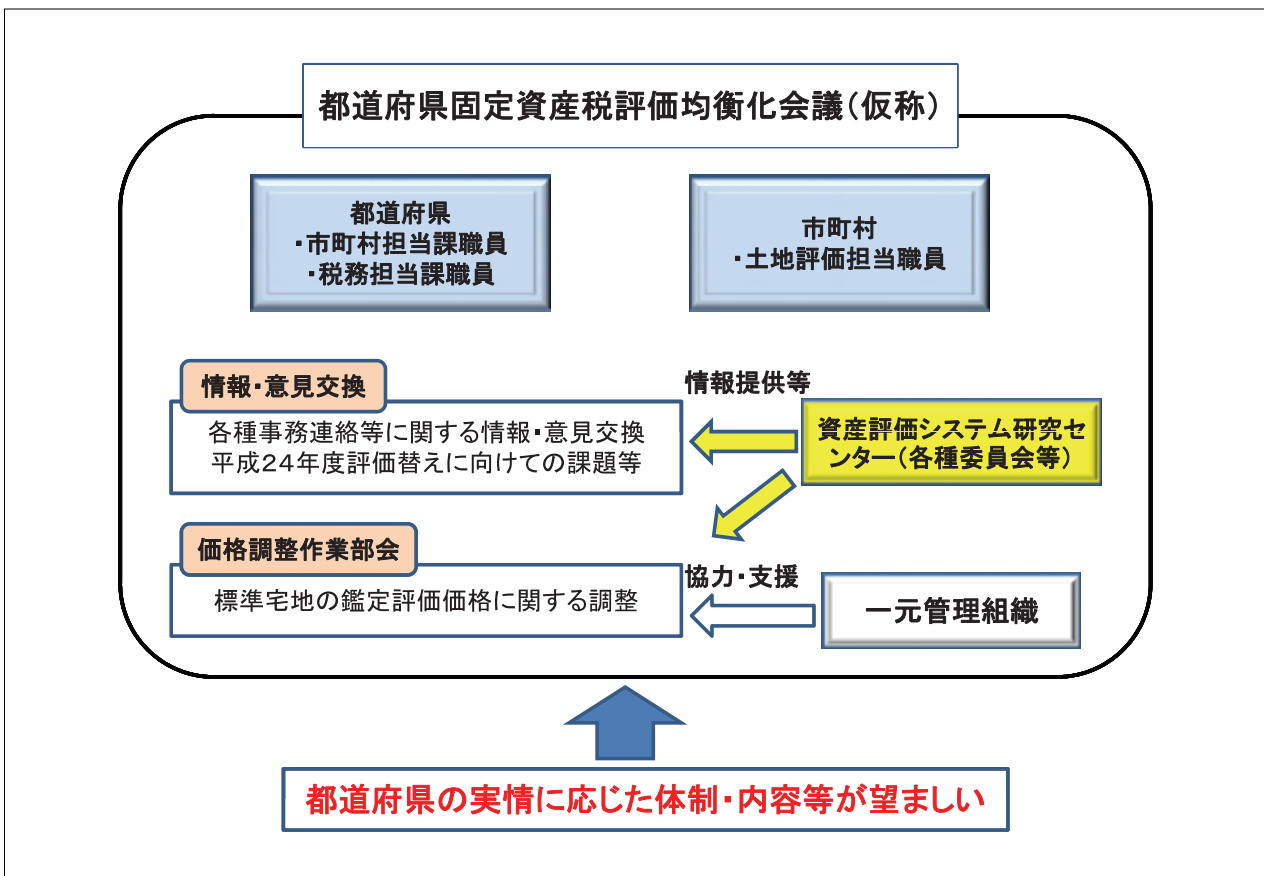 都道府県固定資産税評価均衡化会議(仮称)
都道府県
・市町村担当課職員
・税務担当課職員
市町村
・土地評価担当職員
情報・意見交換
各種事務連絡等に関する情報・意見交換
平成24年度評価替えに向けての課題等
情報提供等
資産評価システム研究セ
ンター(各種委員会等)
価格調整作業部会
標準宅地の鑑定評価価格に関する調整
協力・支援
一元管理組織
都道府県の実情に応じた体制・内容等が望ましい